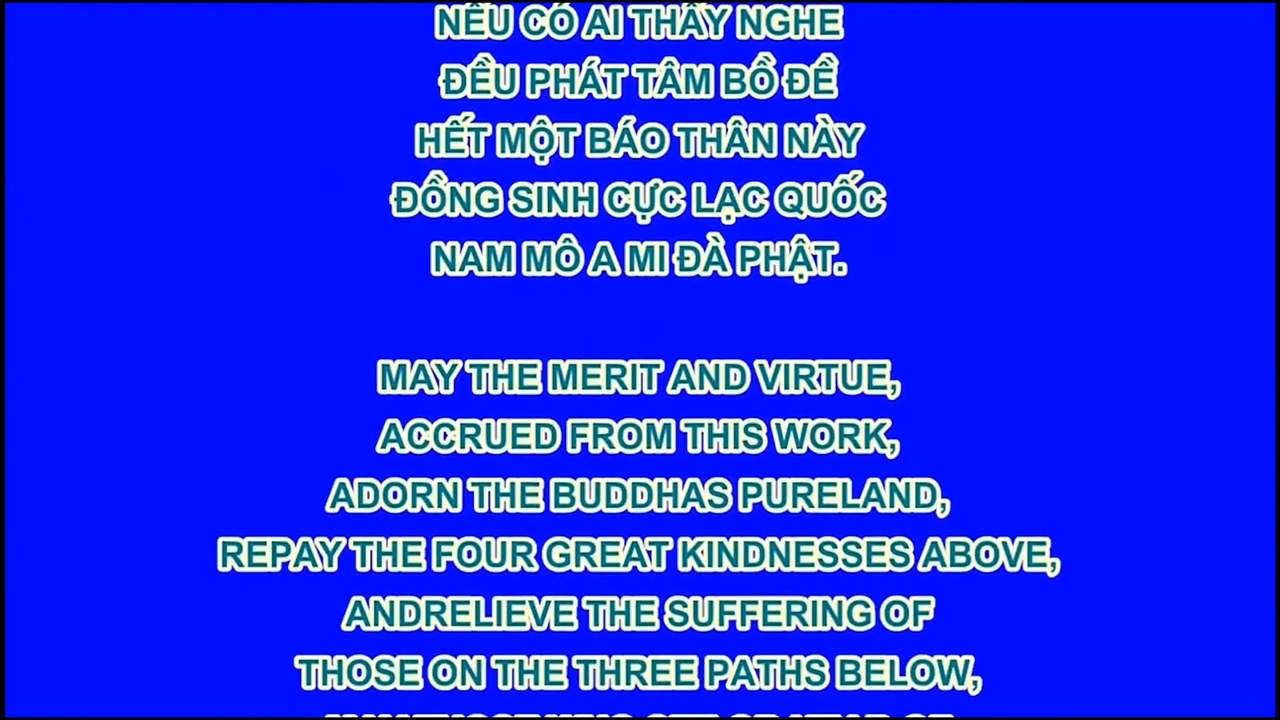 NẾU CÓ AI THẤY NGHE
ĐỀU PHÁT TÂM BỒ ĐỀ
HẾT MỘT BÁO THÂN NÀY
ĐỒNG SINH CỰC LẠC QUỐC
NAM MÔ A MI ĐÀ PHẬT.
MAY THE MERIT AND VIRTUE,
ACCRUED FROM THIS WORK,
ADORN THE BUDDHAS PURELAND,
REPAY THE FOUR GREAT KINDNESSES ABOVE,
ANDRELIEVE THE SUFFERING OF
THOSE ON THE THREE PATHS BELOW,